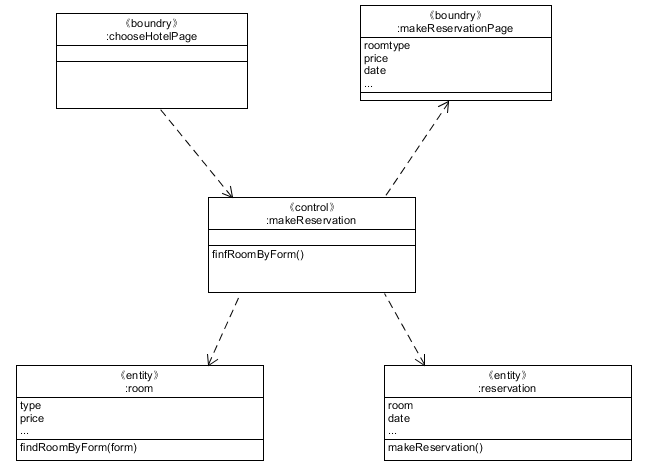 《boundry》
:chooseHotelPage
《boundry》
:makeReservationPage
roomtype
price
date
...
《control》
:makeReservation
finfRoomByForm()
《entity》
:room
type
price
...
findRoomByForm(form)
《entity》
:reservation
room
date
...
makeReservation()